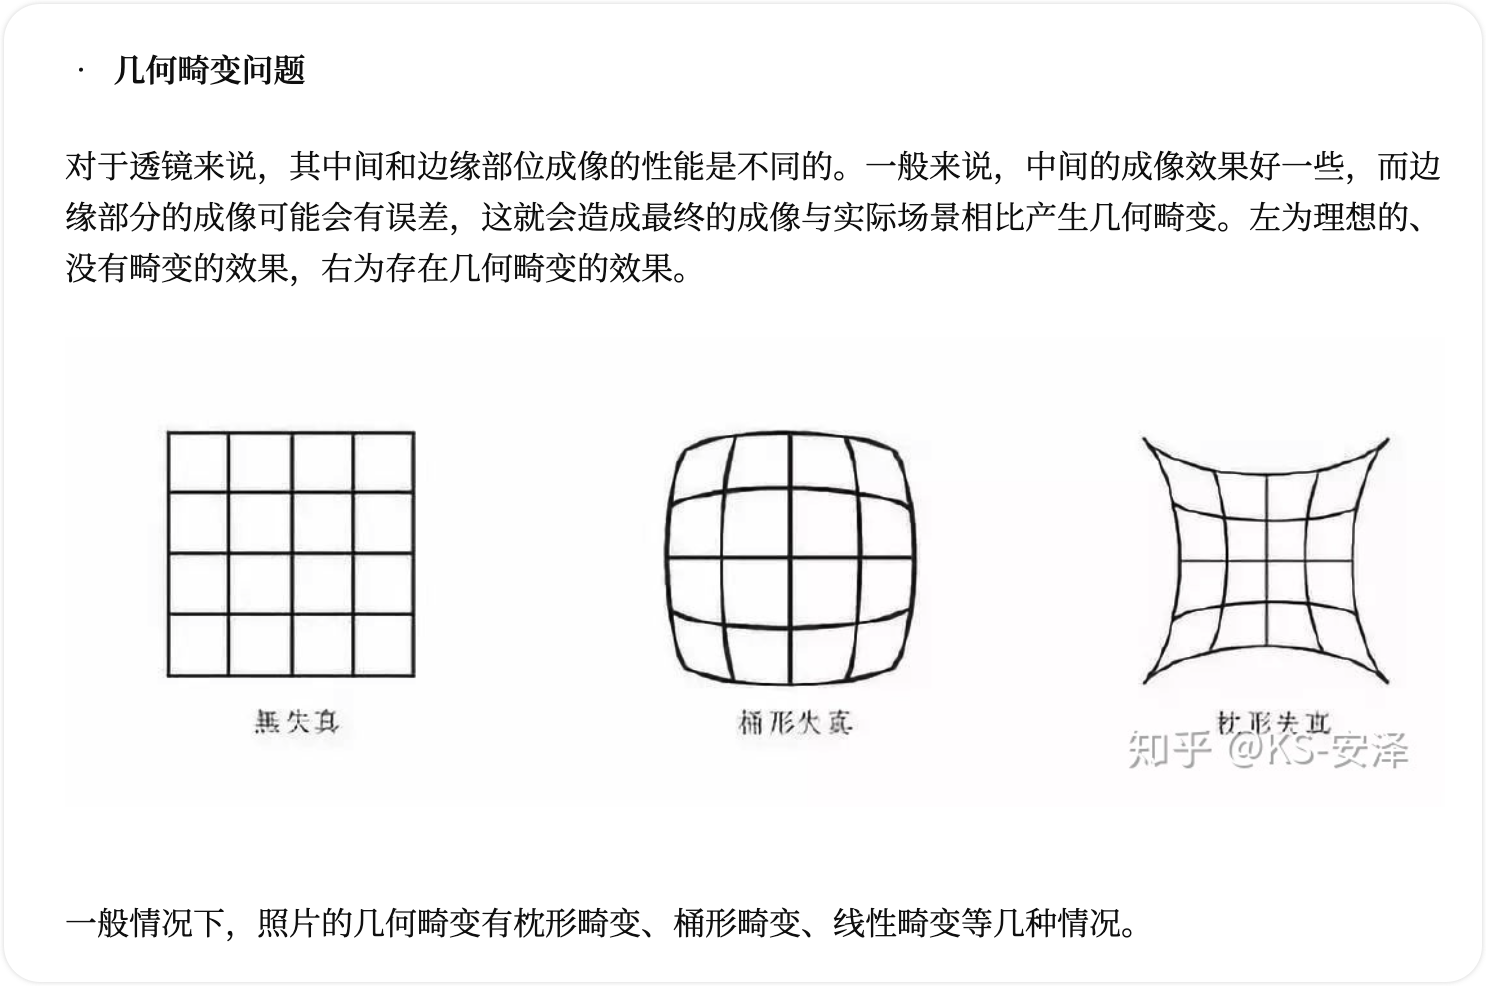 · 几何畸变问题
对于透镜来说，其中间和边缘部位成像的性能是不同的。一般来说，中间的成像效果好一些，而边
缘部分的成像可能会有误差，这就会造成最终的成像与实际场景相比产生几何畸变。左为理想的、
没有畸变的效果，右为存在几何畸变的效果。
無失真
桶形失真
枕形失真
知乎 @KS-安泽
一般情况下，照片的几何畸变有枕形畸变、桶形畸变、线性畸变等几种情况。